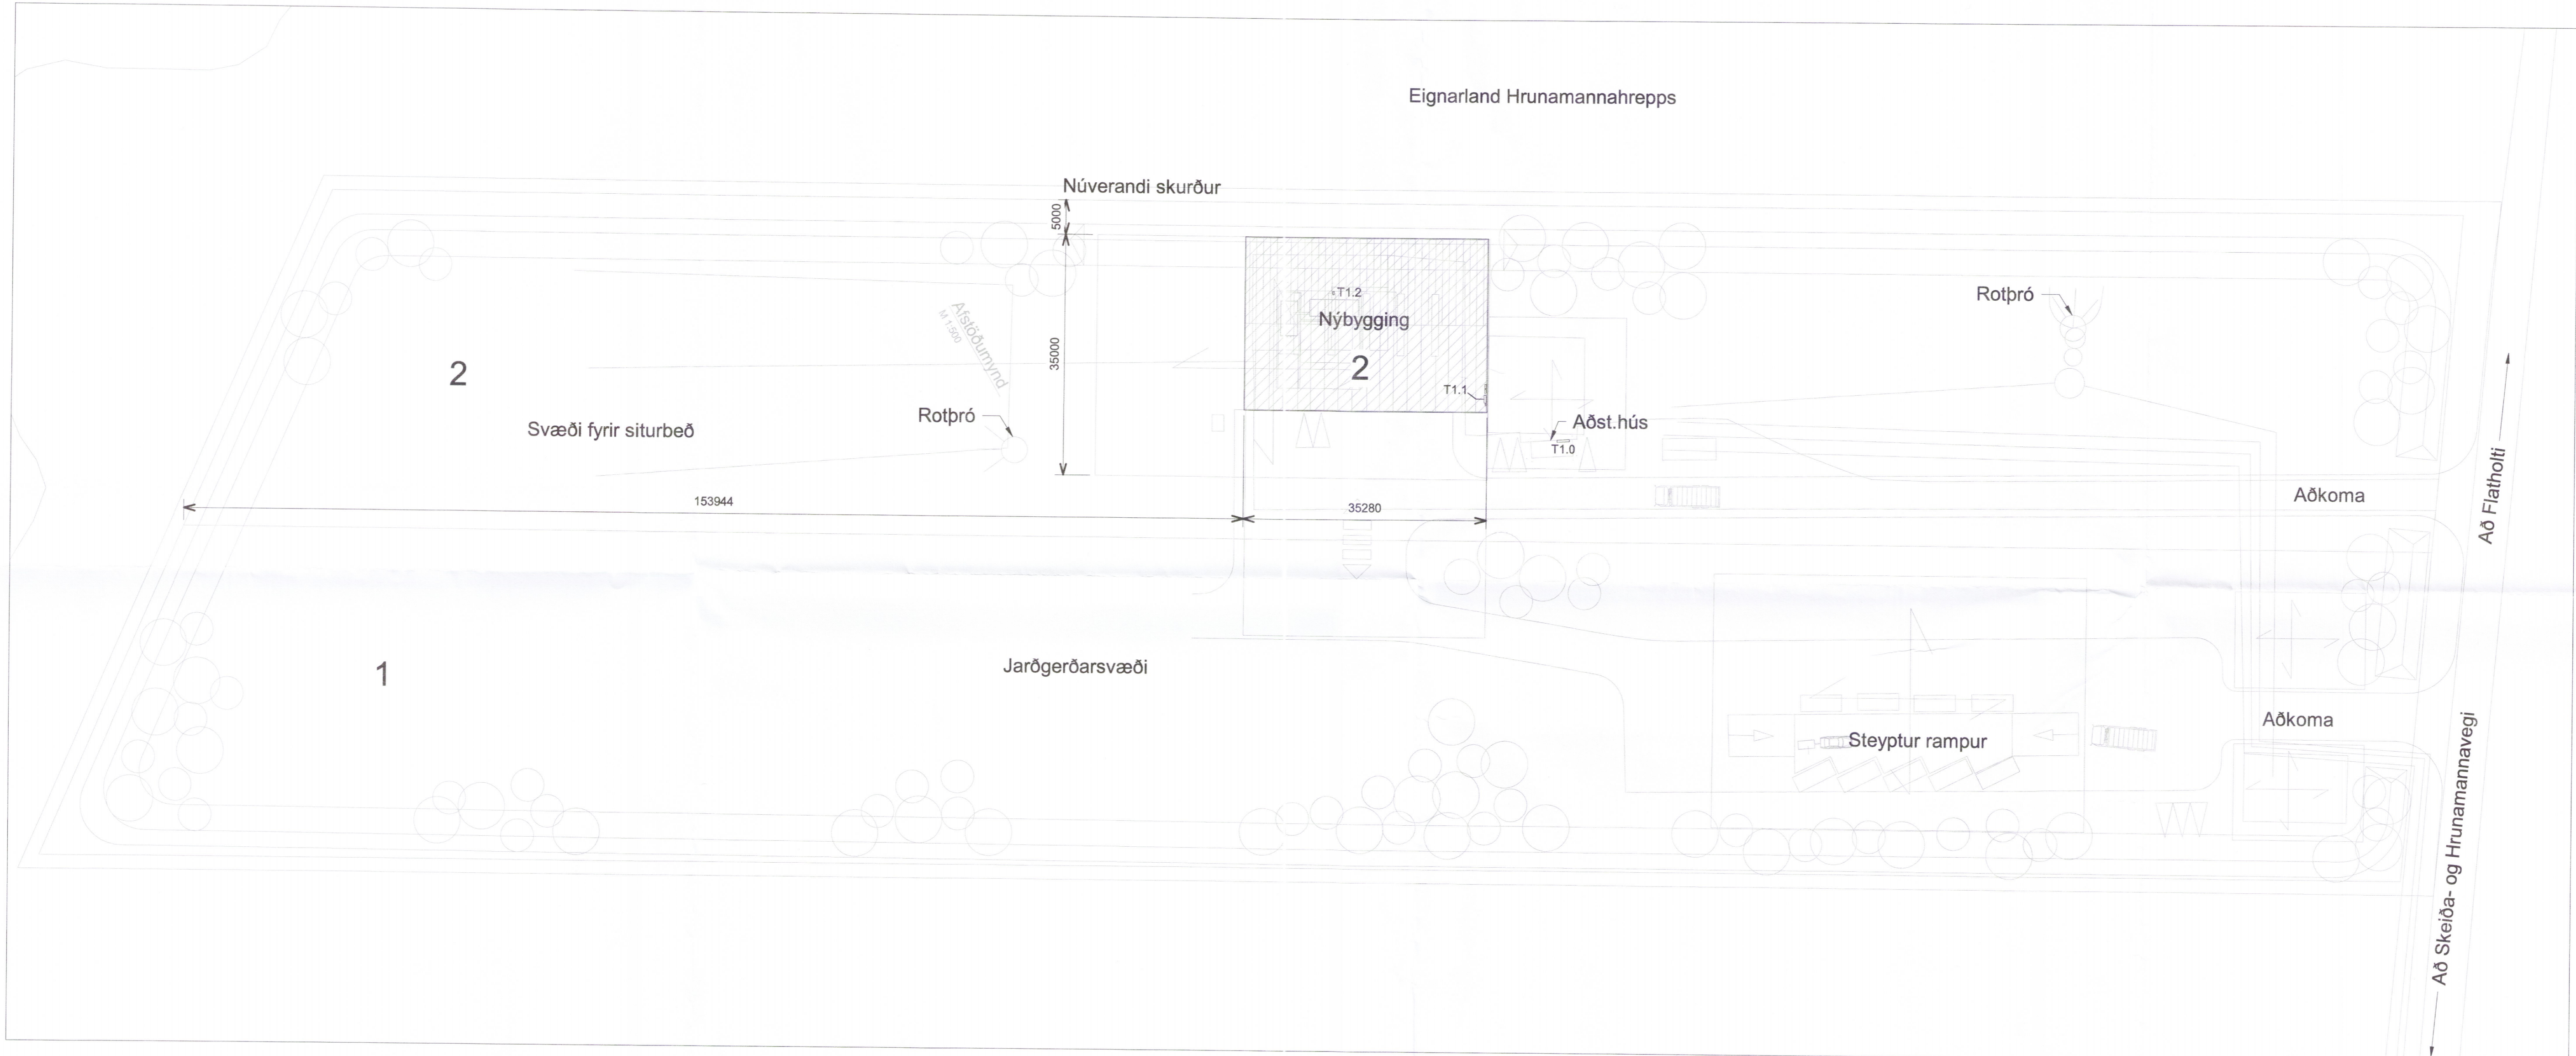 Eignarland Hrunamannahrepps
Núverandi skurður
5000
35000
T1.2
Nýbygging
2
T1.1
Afstöðumynd
M 1:500
2
Svæði fyrir siturbeð
Rotþró
Aðst.hús
T1.0
Rotþró
153944
35280
Aðkoma
Að Flatholti
1
Jarðgerðarsvæði
Steyptur rampur
Aðkoma
Að Skeiða- og Hrunamannavegi